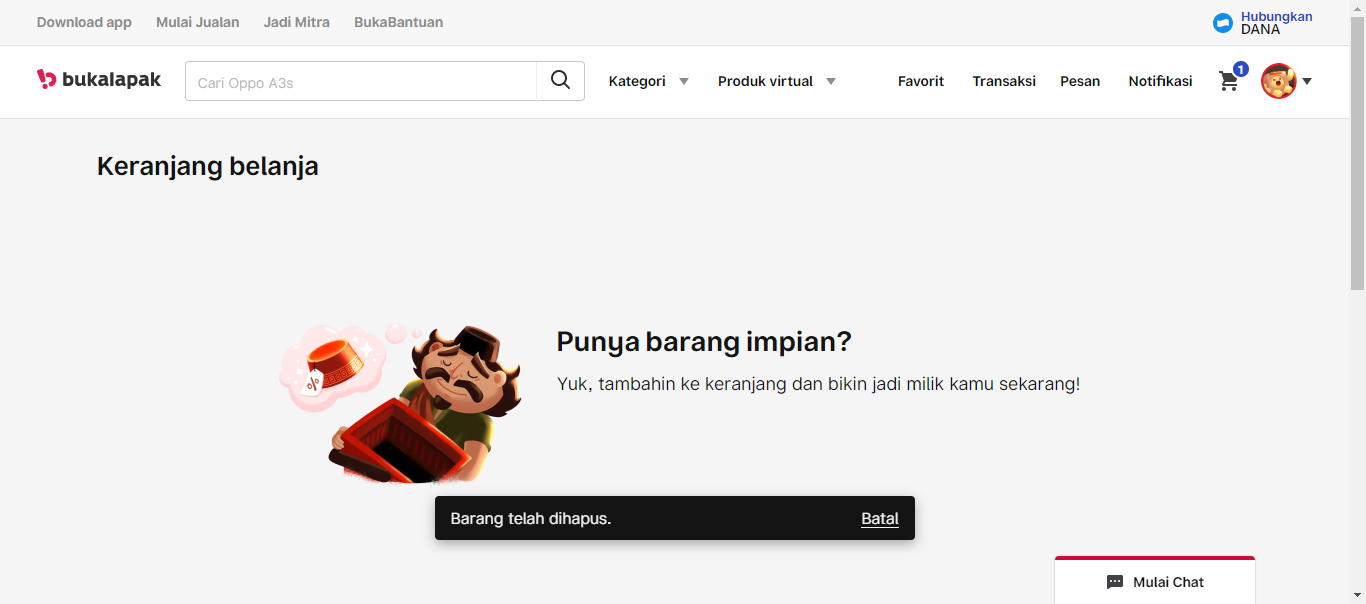 Download app Mulai Jualan Jadi Mitra BukaBantuan
Hubungkan
DANA
bukalapak
Cari Oppo A3s
Kategori Produk virtual Favorit Transaksi Pesan Notifikasi 1
Keranjang belanja
%
Punya barang impian?
Yuk, tambahin ke keranjang dan bikin jadi milik kamu sekarang!
Barang telah dihapus. Batal
Mulai Chat